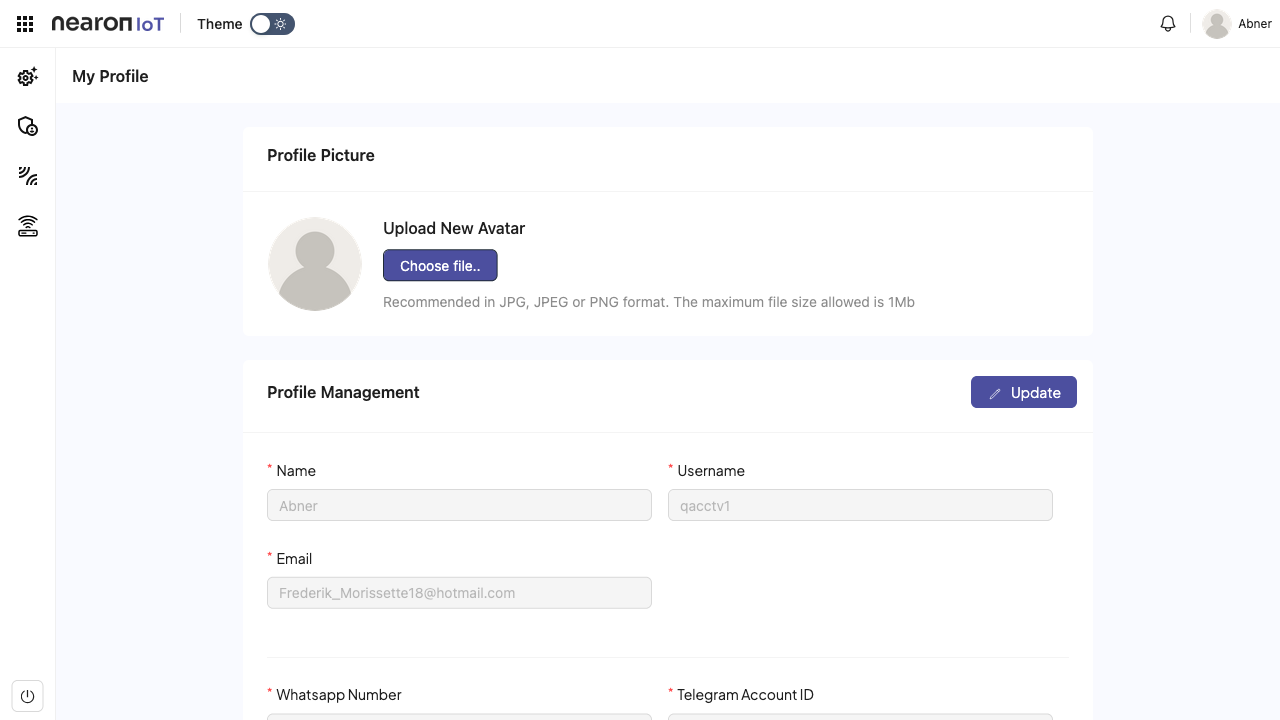 nearon IoT
Theme
Abner
My Profile
Profile Picture
Upload New Avatar
Choose file..
Recommended in JPG, JPEG or PNG format. The maximum file size allowed is 1Mb
Profile Management
Update
* Name
* Username
Abner
qacctv1
* Email
Frederik_Morissette18@hotmail.com
* Whatsapp Number
* Telegram Account ID